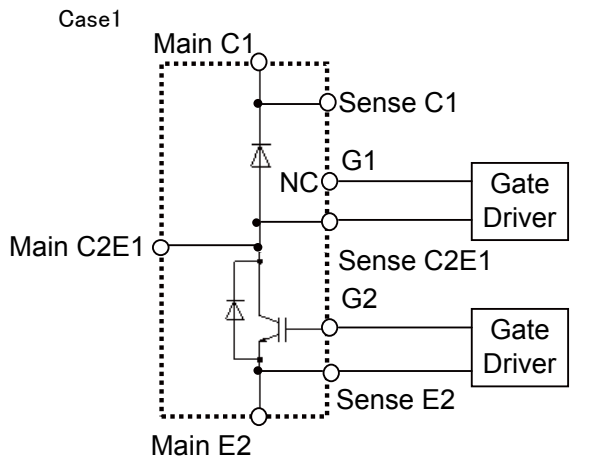 Case1
Main C1
Sense C1
G1
NC
Gate
Driver
Main C2E1
Sense C2E1
G2
Gate
Driver
Sense E2
Main E2